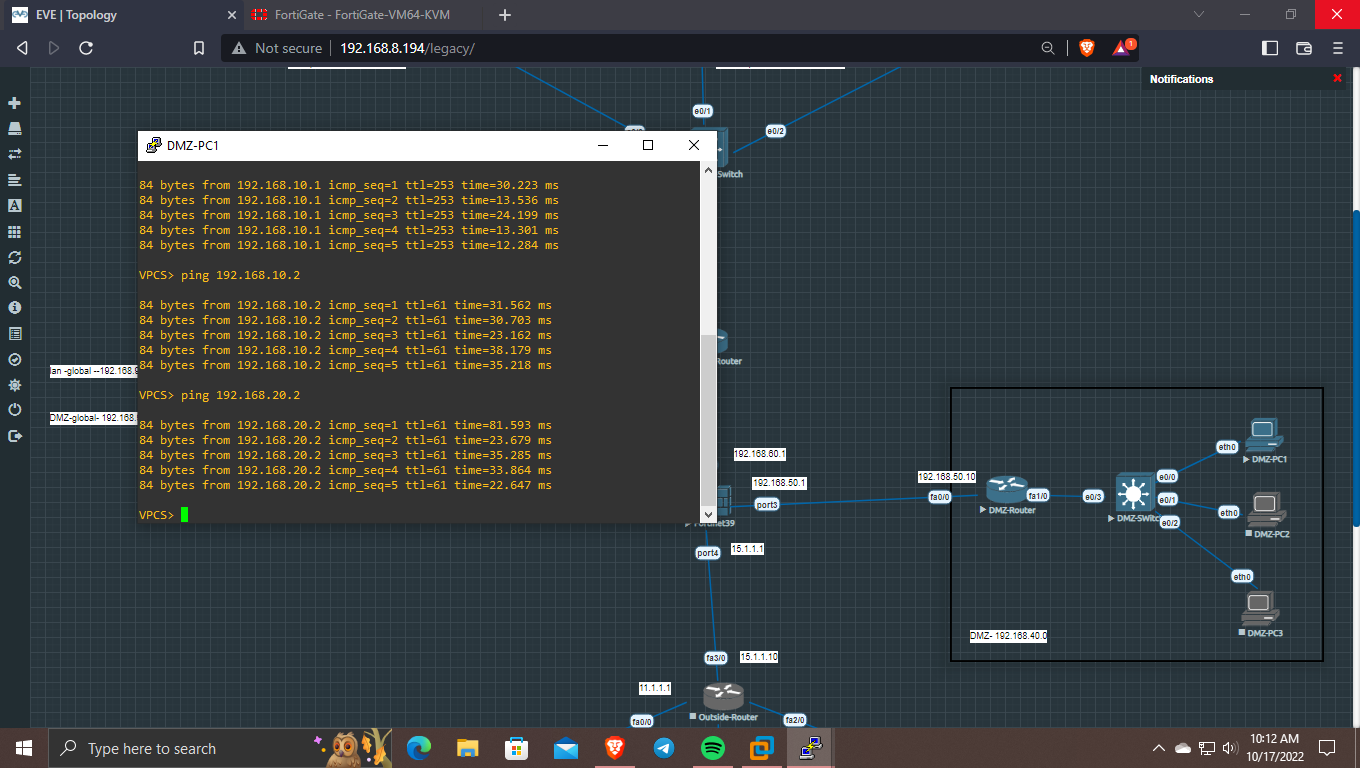 EVE | Topology
FortiGate - FortiGate-VM64-KVM
Not secure
192.168.8.194/legacy/
1
Notifications
e0/1
e0/2
Switch
DMZ-PC1
84 bytes from 192.168.10.1 icmp_seq=1 ttl=253 time=30.223 ms
84 bytes from 192.168.10.1 icmp_seq=2 ttl=253 time=13.536 ms
84 bytes from 192.168.10.1 icmp_seq=3 ttl=253 time=24.199 ms
84 bytes from 192.168.10.1 icmp_seq=4 ttl=253 time=13.301 ms
84 bytes from 192.168.10.1 icmp_seq=5 ttl=253 time=12.284 ms
VPCS> ping 192.168.10.2
84 bytes from 192.168.10.2 icmp_seq=1 ttl=61 time=31.562 ms
84 bytes from 192.168.10.2 icmp_seq=2 ttl=61 time=30.703 ms
84 bytes from 192.168.10.2 icmp_seq=3 ttl=61 time=23.162 ms
84 bytes from 192.168.10.2 icmp_seq=4 ttl=61 time=38.179 ms
84 bytes from 192.168.10.2 icmp_seq=5 ttl=61 time=35.218 ms
VPCS> ping 192.168.20.2
84 bytes from 192.168.20.2 icmp_seq=1 ttl=61 time=81.593 ms
84 bytes from 192.168.20.2 icmp_seq=2 ttl=61 time=23.679 ms
84 bytes from 192.168.20.2 icmp_seq=3 ttl=61 time=35.285 ms
84 bytes from 192.168.20.2 icmp_seq=4 ttl=61 time=33.864 ms
84 bytes from 192.168.20.2 icmp_seq=5 ttl=61 time=22.647 ms
VPCS>
Router
lan -global --192.168.9
DMZ-global- 192.168.
192.168.60.1
192.168.50.1
port3
Fortinet39
port4
15.1.1.1
192.168.50.10
fa0/0
DMZ-Router
fa1/0
e0/3
DMZ-SWitch
e0/0
e0/1
e0/2
eth0
DMZ-PC1
eth0
DMZ-PC2
eth0
DMZ-PC3
DMZ- 192.168.40.0
fa3/0
15.1.1.10
11.1.1.1
Outside-Router
fa0/0
fa2/0
Type here to search
10:12 AM
10/17/2022